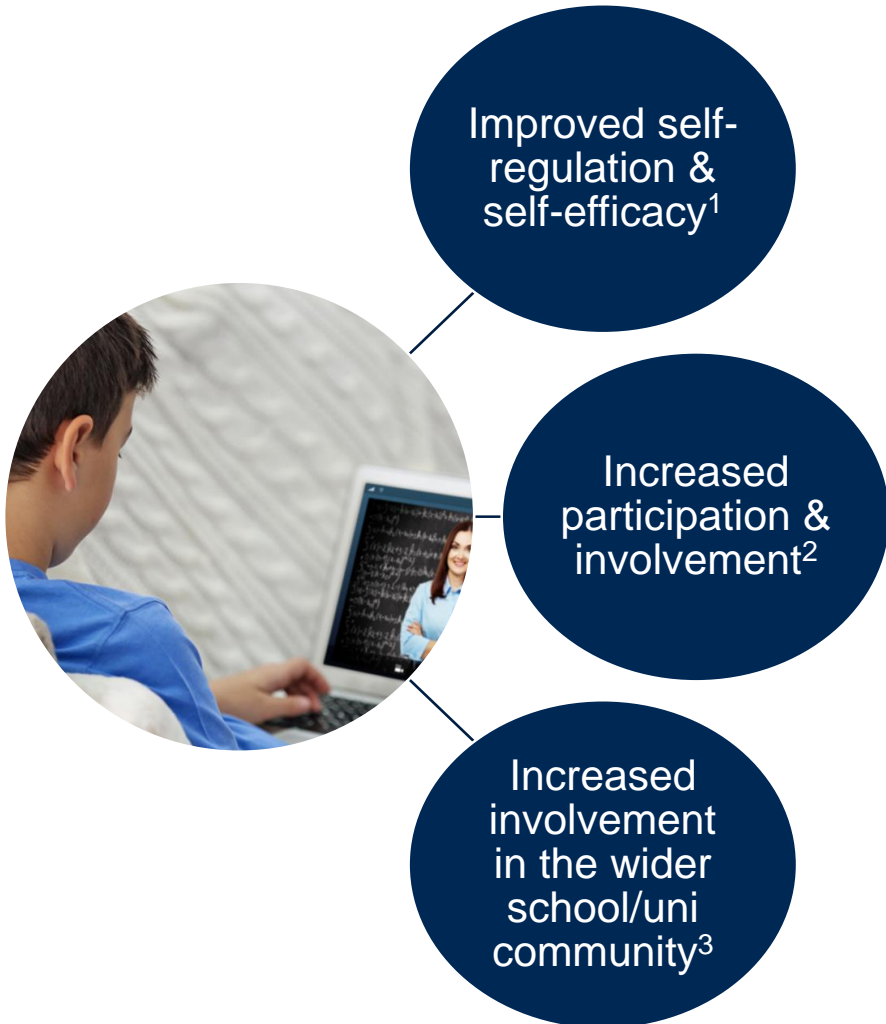 Improved self-
regulation &
self-efficacy¹
Increased
participation &
involvement²
Increased
involvement
in the wider
school/uni
community³